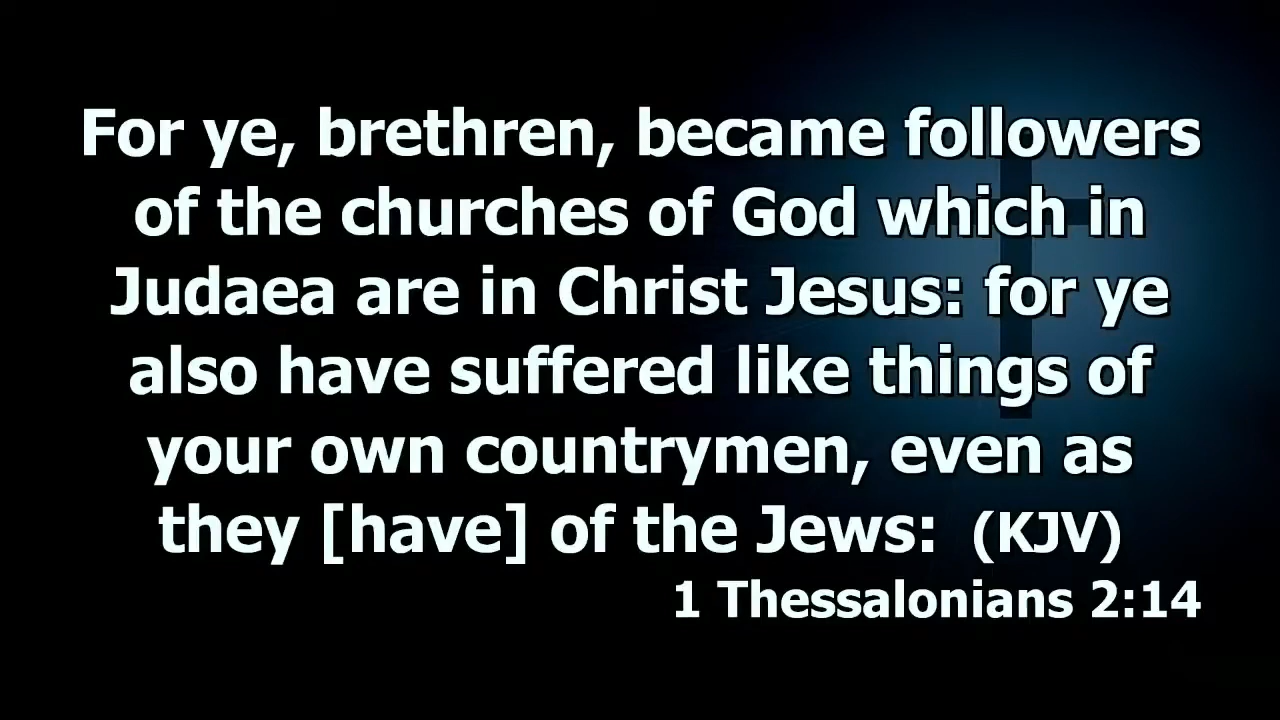 For ye, brethren, became followers
of the churches of God which in
Judaea are in Christ Jesus: for ye
also have suffered like things of
your own countrymen, even as
they [have] of the Jews: (KJV)
1 Thessalonians 2:14